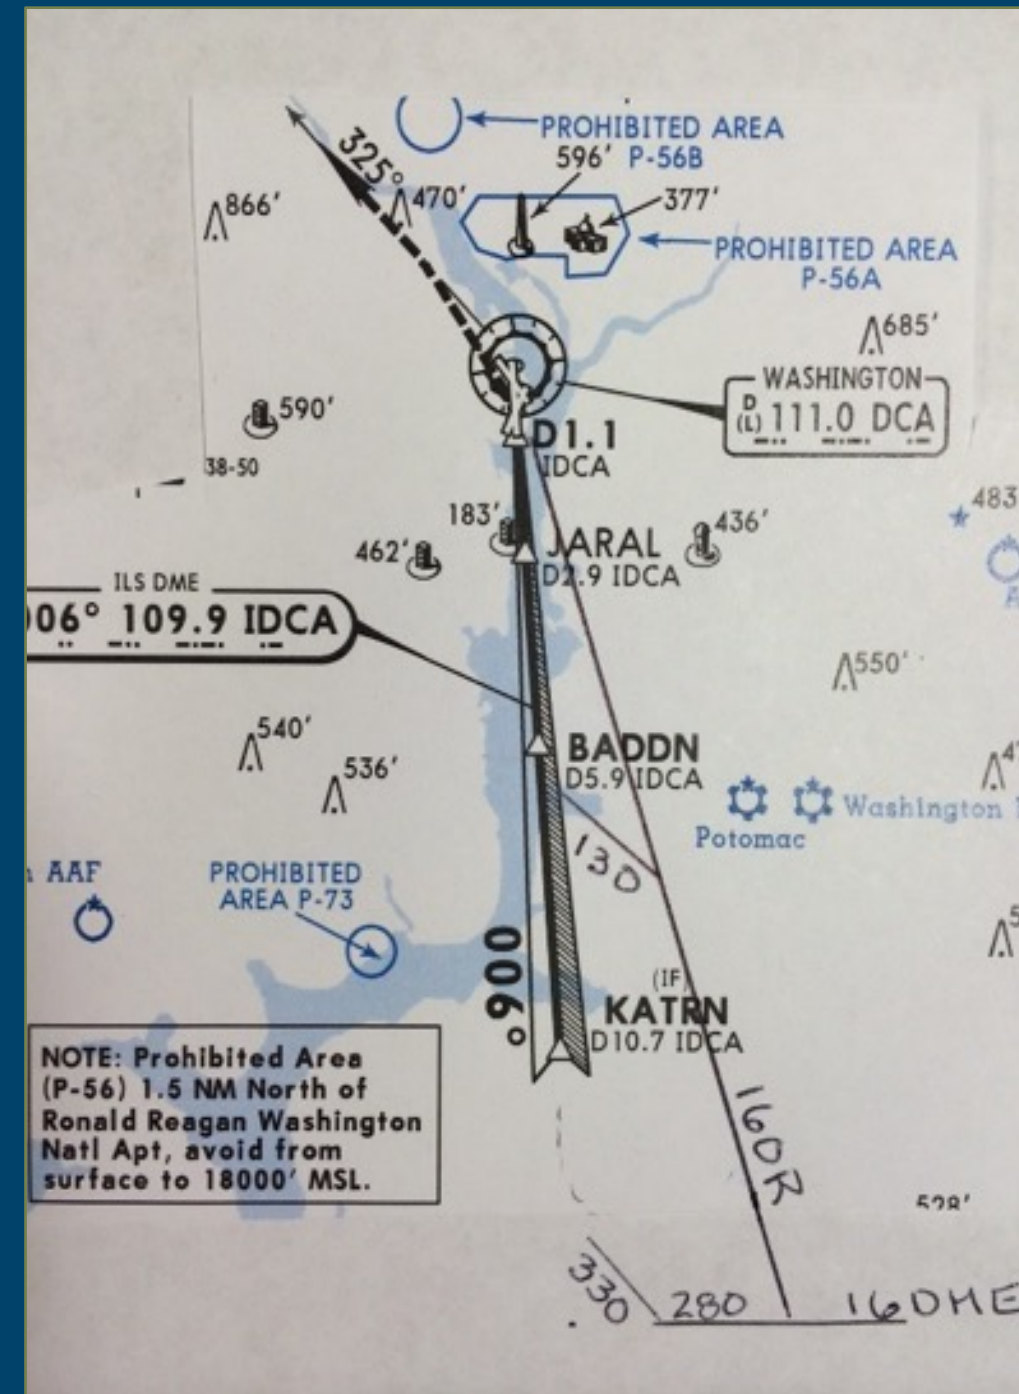 PROHIBITED AREA
P-56B
596'
325°
470'
377'
866'
PROHIBITED AREA
P-56A
685'
WASHINGTON
D
(L) 111.0 DCA
590'
D1.1
IDCA
38-50
183'
436'
483
462'
JARAL
D2.9 IDCA
ILS DME
06° 109.9 IDCA
550'
540'
BADDN
D5.9 IDCA
536'
Potomac
Washington
130
AAF
PROHIBITED
AREA P-73
006°
(IF)
KATRN
D10.7 IDCA
NOTE: Prohibited Area
(P-56) 1.5 NM North of
Ronald Reagan Washington
Natl Apt, avoid from
surface to 18000' MSL.
160R
528'
330
280
16DME